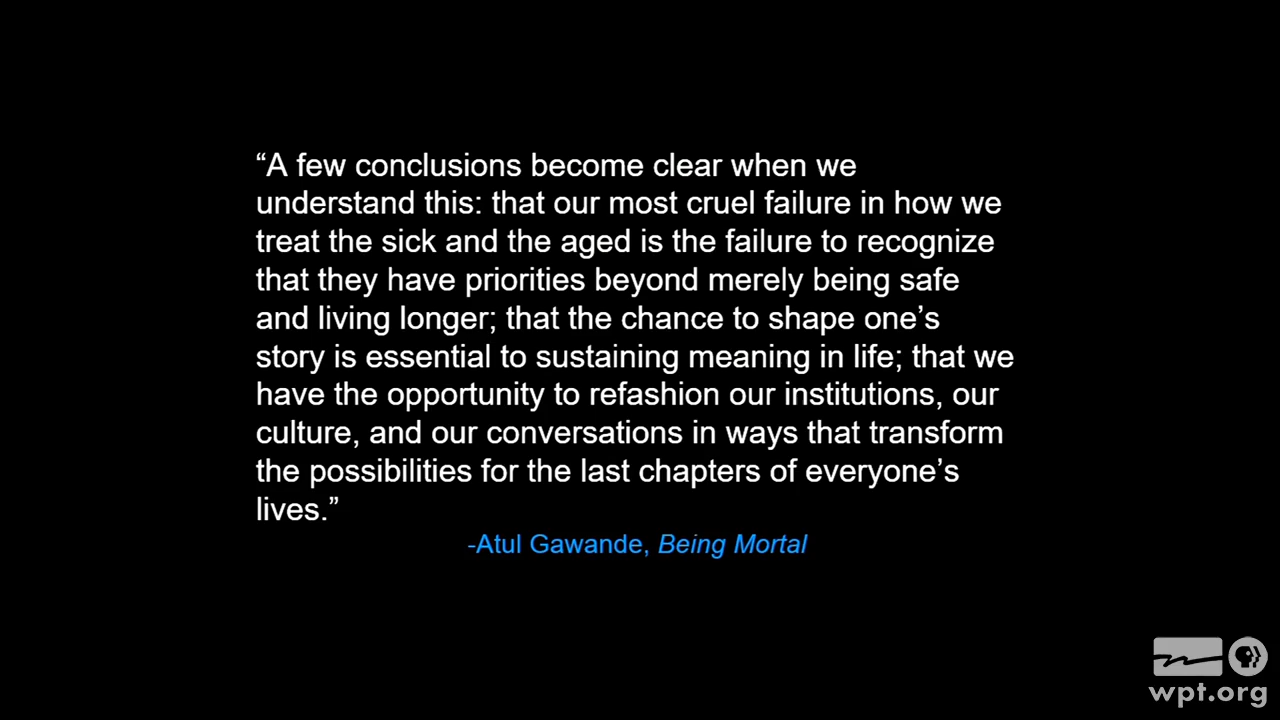 “A few conclusions become clear when we
understand this: that our most cruel failure in how we
treat the sick and the aged is the failure to recognize
that they have priorities beyond merely being safe
and living longer; that the chance to shape one’s
story is essential to sustaining meaning in life; that we
have the opportunity to refashion our institutions, our
culture, and our conversations in ways that transform
the possibilities for the last chapters of everyone’s
lives.”
-Atul Gawande, Being Mortal
wpt.org